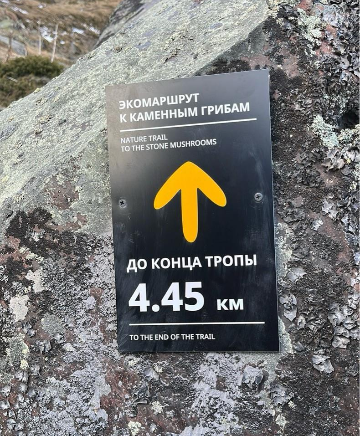 ЭКОМАРШРУТ
К КАМЕННЫМ ГРИБАМ
NATURE TRAIL
TO THE STONE MUSHROOMS
ДО КОНЦА ТРОПЫ
4.45 км
TO THE END OF THE TRAIL